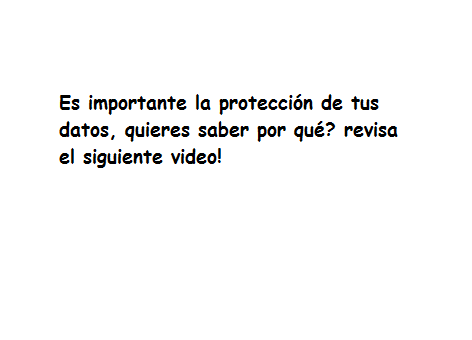 Es importante la protección de tus
datos, quieres saber por qué? revisa
el siguiente video!